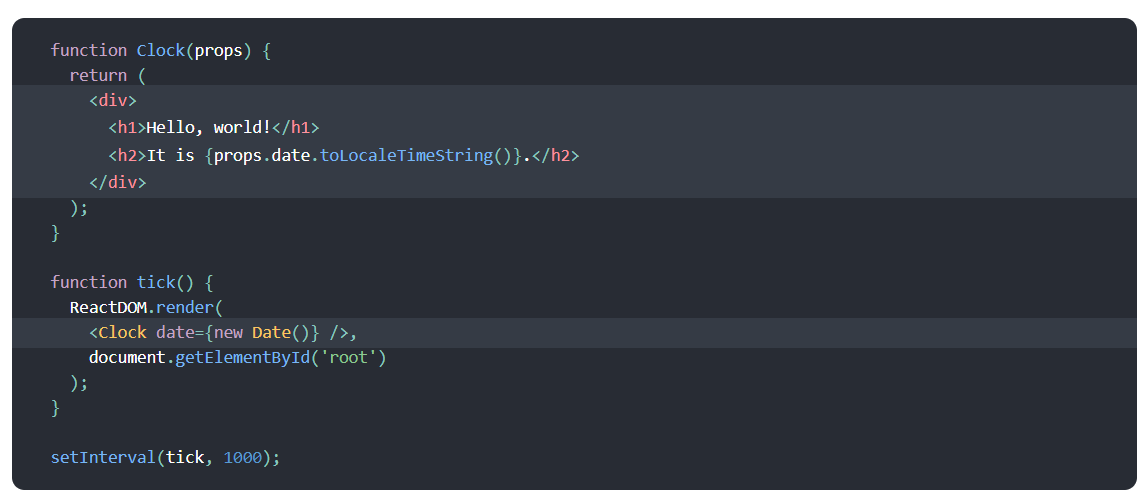 function Clock(props) {
  return (
    <div>
      <h1>Hello, world!</h1>
      <h2>It is {props.date.toLocaleTimeString()}.</h2>
    </div>
  );
}

function tick() {
  ReactDOM.render(
    <Clock date={new Date()} />,
    document.getElementById('root')
  );
}

setInterval(tick, 1000);